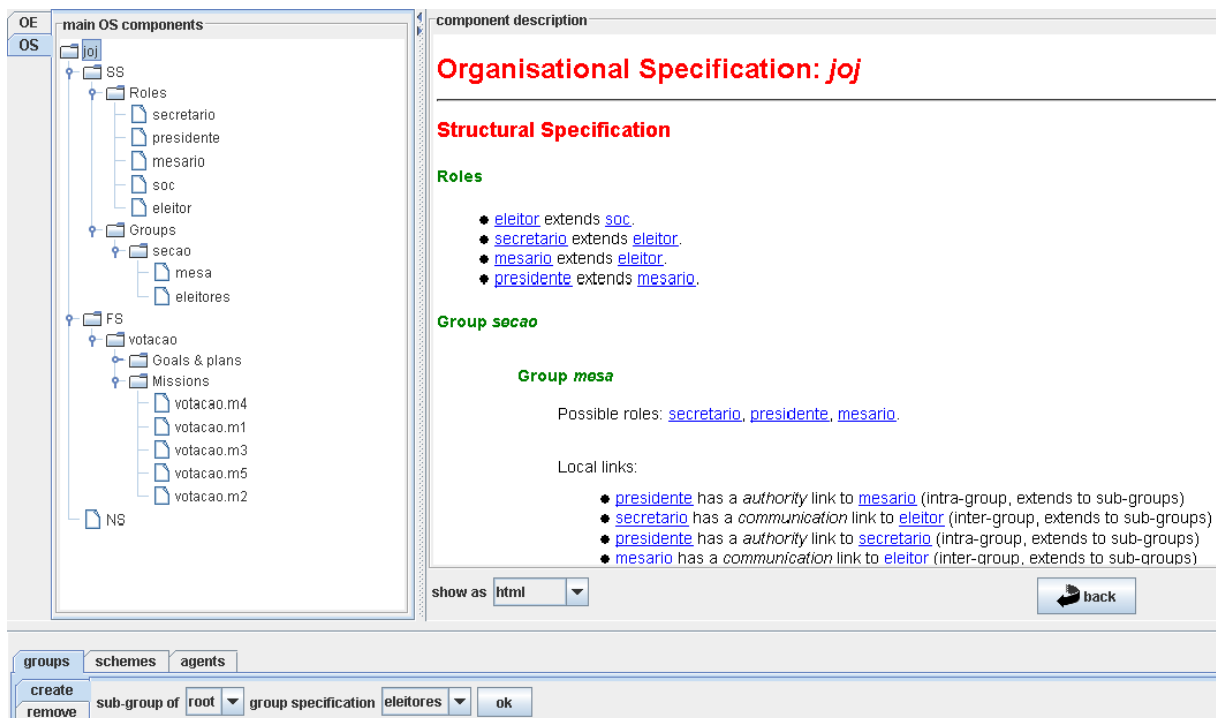 OE
OS
main OS components
joj
SS
Roles
secretario
presidente
mesario
soc
eleitor
Groups
secao
mesa
eleitores
FS
votacao
Goals & plans
Missions
votacao.m4
votacao.m1
votacao.m3
votacao.m5
votacao.m2
NS
component description
Organisational Specification: joj
Structural Specification
Roles
eleitor extends soc.
secretario extends eleitor.
mesario extends eleitor.
presidente extends mesario.
Group secao
Group mesa
Possible roles: secretario, presidente, mesario.
Local links:
presidente has a authority link to mesario (intra-group, extends to sub-groups)
secretario has a communication link to eleitor (inter-group, extends to sub-groups)
presidente has a authority link to secretario (intra-group, extends to sub-groups)
mesario has a communication link to eleitor (inter-group, extends to sub-groups)
show as html back
groups schemes agents
create
remove
sub-group of root group specification eleitores ok